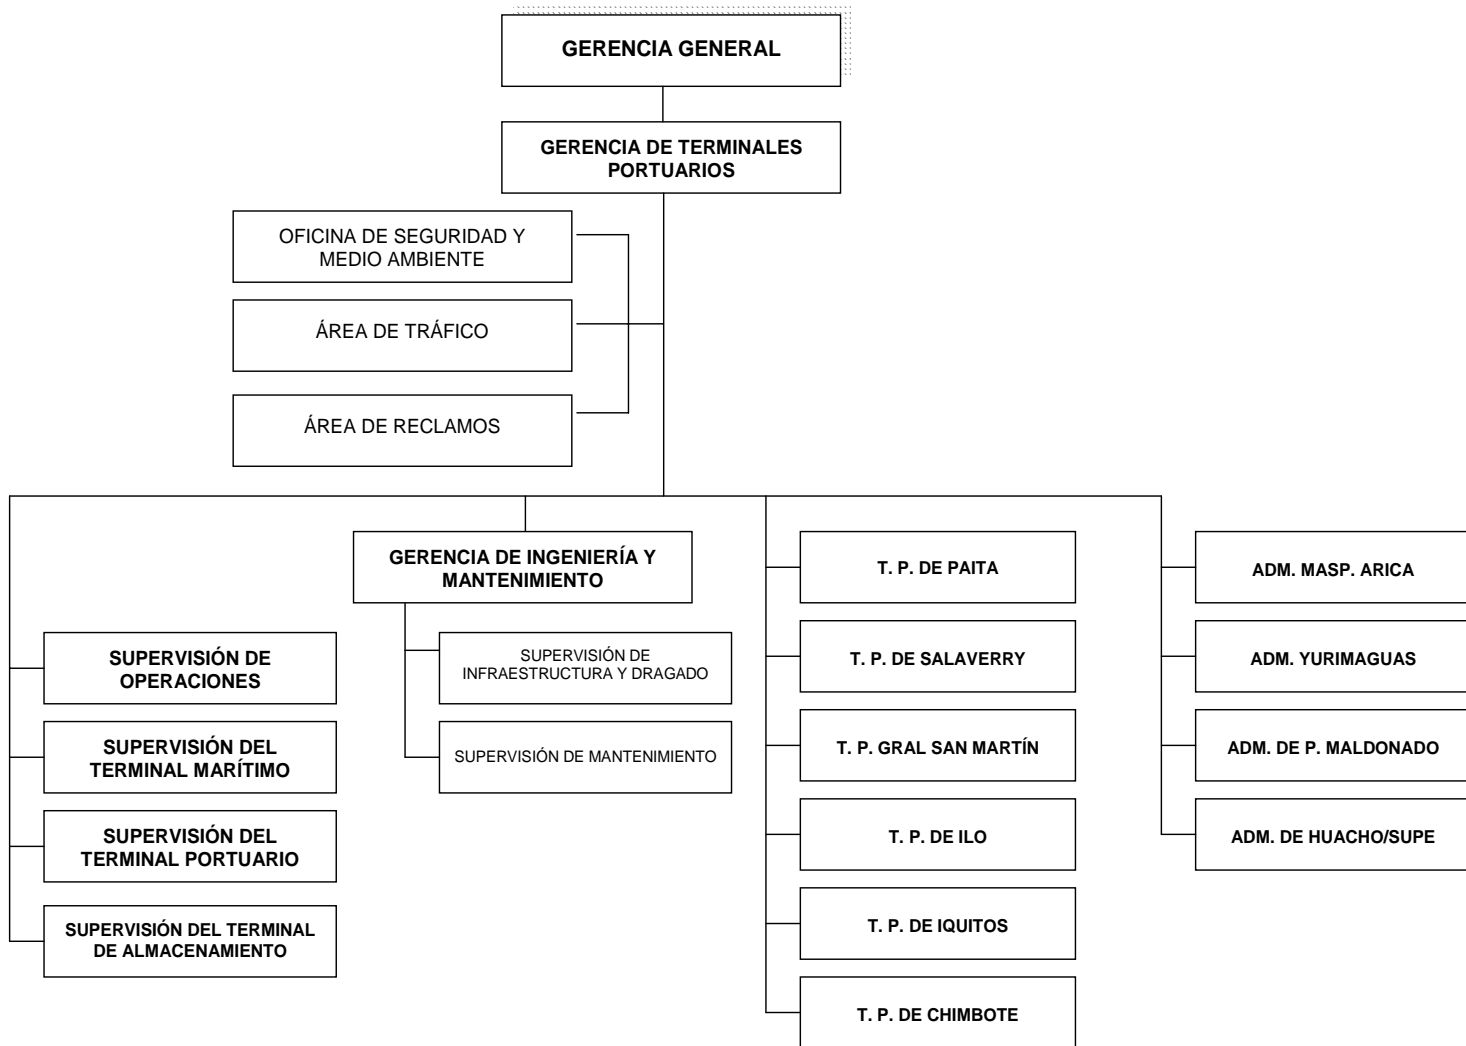 GERENCIA GENERAL
GERENCIA DE TERMINALES
PORTUARIOS
OFICINA DE SEGURIDAD Y
MEDIO AMBIENTE
ÁREA DE TRÁFICO
ÁREA DE RECLAMOS
GERENCIA DE INGENIERÍA Y
MANTENIMIENTO
SUPERVISIÓN DE
OPERACIONES
SUPERVISIÓN DEL
TERMINAL MARÍTIMO
SUPERVISIÓN DEL
TERMINAL PORTUARIO
SUPERVISIÓN DEL TERMINAL
DE ALMACENAMIENTO
SUPERVISIÓN DE
INFRAESTRUCTURA Y DRAGADO
SUPERVISIÓN DE MANTENIMIENTO
T. P. DE PAITA
T. P. DE SALAVERRY
T. P. GRAL SAN MARTÍN
T. P. DE ILO
T. P. DE IQUITOS
T. P. DE CHIMBOTE
ADM. MASP. ARICA
ADM. YURIMAGUAS
ADM. DE P. MALDONADO
ADM. DE HUACHO/SUPE